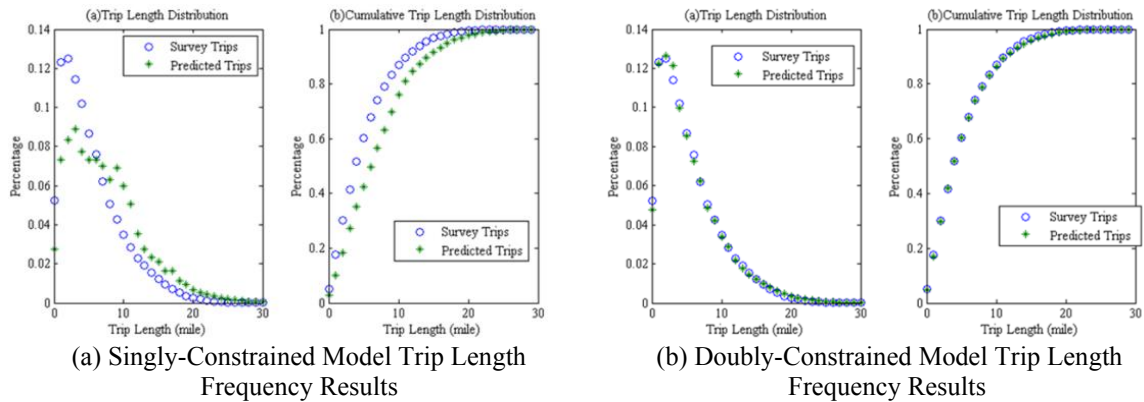 (a)Trip Length Distribution
0.14
0.12
0.1
0.08
0.06
0.04
0.02
0
Percentage
Survey Trips
Predicted Trips
0 10 20 30
Trip Length (mile)
(b)Cumulative Trip Length Distribution
1
0.8
0.6
0.4
0.2
0
Percentage
Survey Trips
Predicted Trips
0 10 20 30
Trip Length (mile)
(a) Singly-Constrained Model Trip Length
Frequency Results
(a)Trip Length Distribution
0.14
0.12
0.1
0.08
0.06
0.04
0.02
0
Percentage
Survey Trips
Predicted Trips
0 10 20 30
Trip Length (mile)
(b)Cumulative Trip Length Distribution
1
0.8
0.6
0.4
0.2
0
Percentage
Survey Trips
Predicted Trips
0 10 20 30
Trip Length (mile)
(b) Doubly-Constrained Model Trip Length
Frequency Results